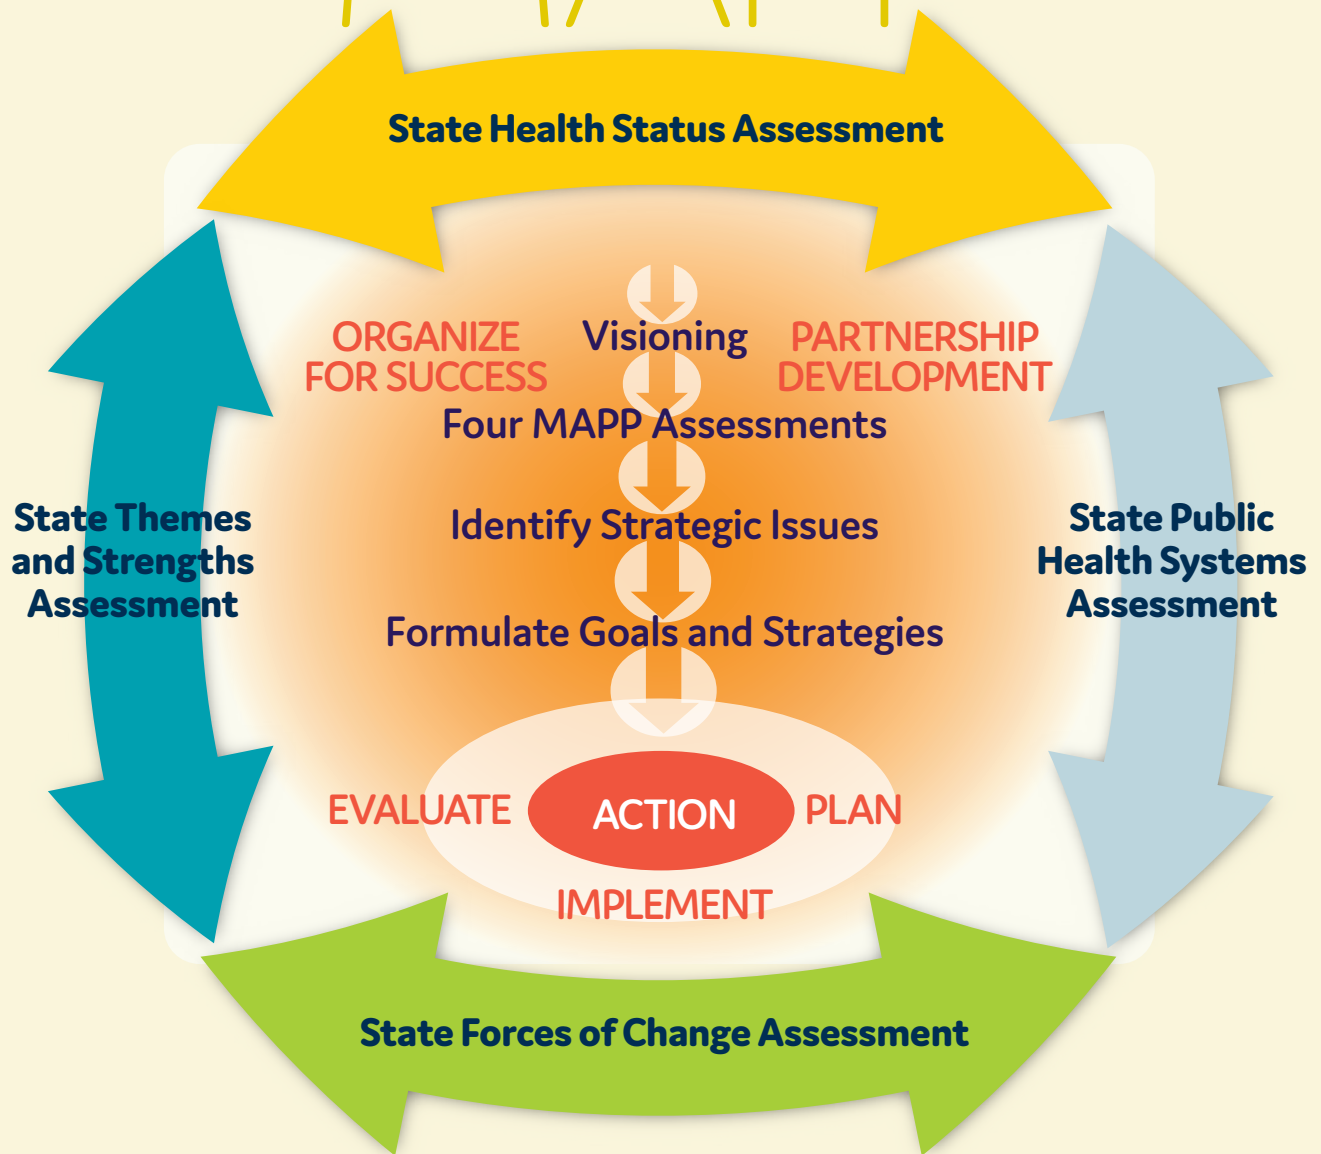 State Health Status Assessment
ORGANIZE
FOR SUCCESS
Visioning
PARTNERSHIP
DEVELOPMENT
Four MAPP Assessments
Identify Strategic Issues
Formulate Goals and Strategies
State Themes
and Strengths
Assessment
State Public
Health Systems
Assessment
EVALUATE
ACTION
PLAN
IMPLEMENT
State Forces of Change Assessment